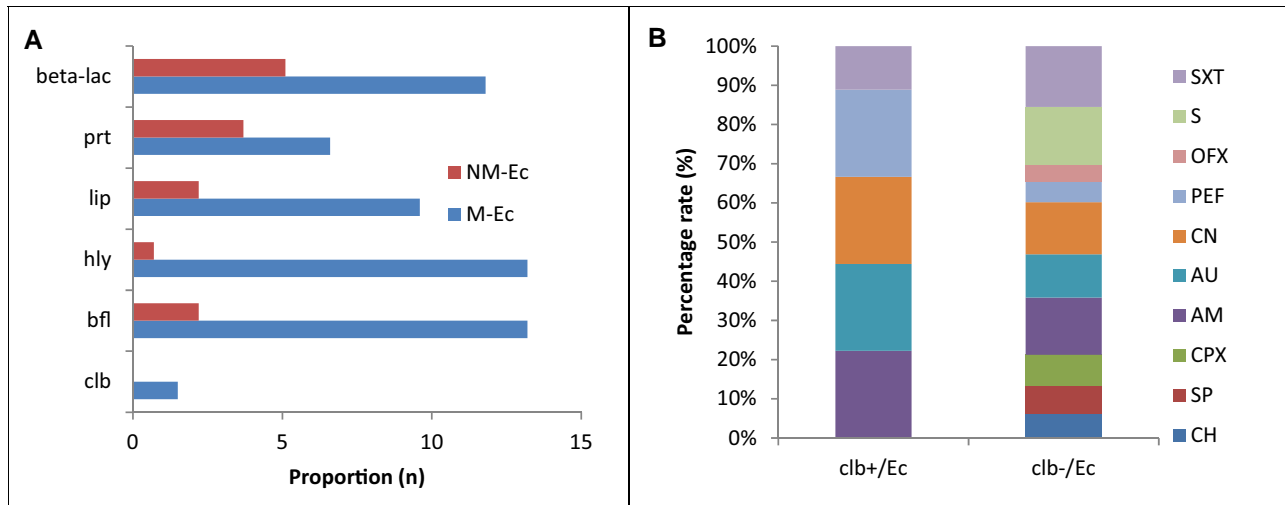 A
beta-lac
prt
lip
hly
bfl
clb
NM-Ec
M-Ec
0 5 10 15
Proportion (n)
B
Percentage rate (%)
100%
90%
80%
70%
60%
50%
40%
30%
20%
10%
0%
clb+/Ec clb-/Ec
SXT
S
OFX
PEF
CN
AU
AM
CPX
SP
CH